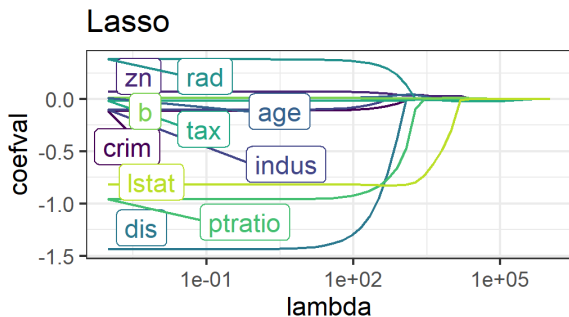 Lasso
coefval
0.0
-0.5
-1.0
-1.5
zn
rad
b
age
tax
crim
indus
lstat
ptratio
dis
1e-01
1e+02
1e+05
lambda